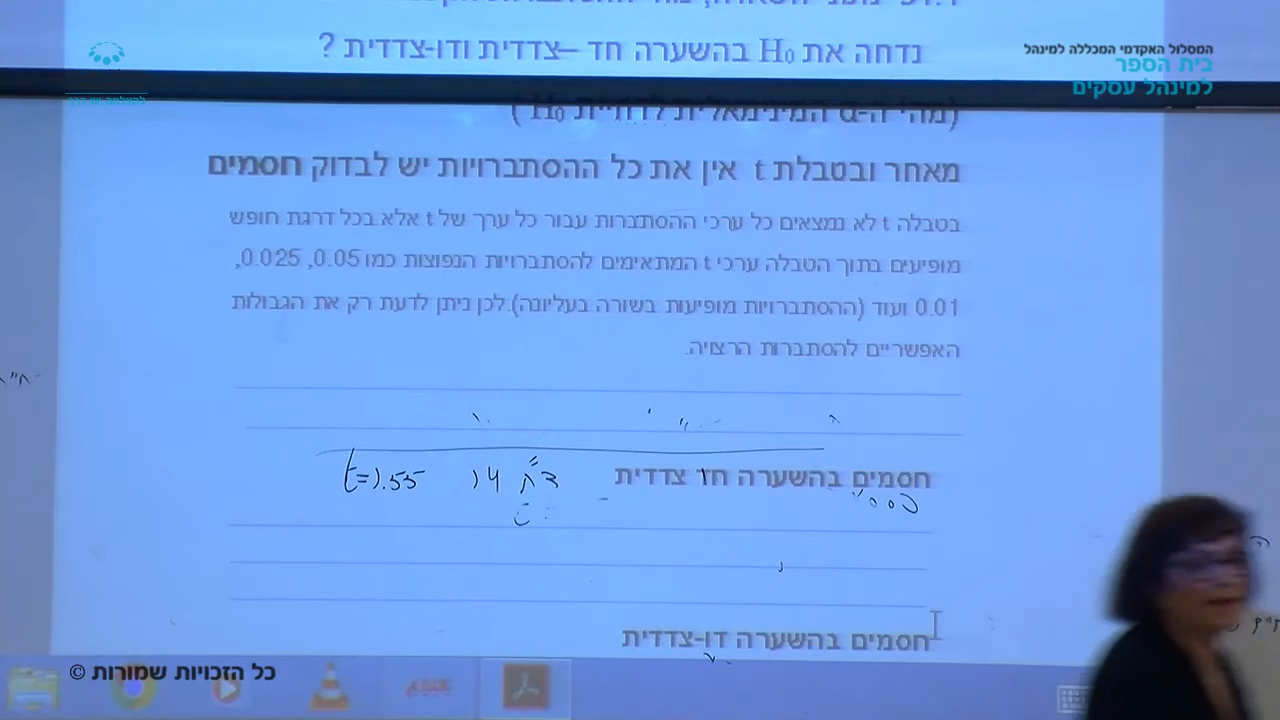 המסלול האקדמי המכללה למינהל
בית הספר
למינהל עסקים
נדחה את H₀ בהשערה חד –צדדית ודו-צדדית ?
(מהי ה-α המינימאלית לדחיית H₀ )
מאחר ובטבלת t אין את כל ההסתברויות יש לבדוק חסמים
בטבלה t לא נמצאים כל ערכי ההסתברות עבור כל ערך של t אלא בכל דרגת חופש
מופיעים בתוך הטבלה ערכי t המתאימים להסתברויות הנפוצות כמו 0.05, 0.025,
0.01 ועוד (ההסתברויות מופיעות בשורה בעליונה).לכן ניתן לדעת רק את הגבולות
האפשריים להסתברות הרצויה.
חסמים בהשערה חד צדדית
14 t=1.55
חסמים בהשערה דו-צדדית
כל הזכויות שמורות ©